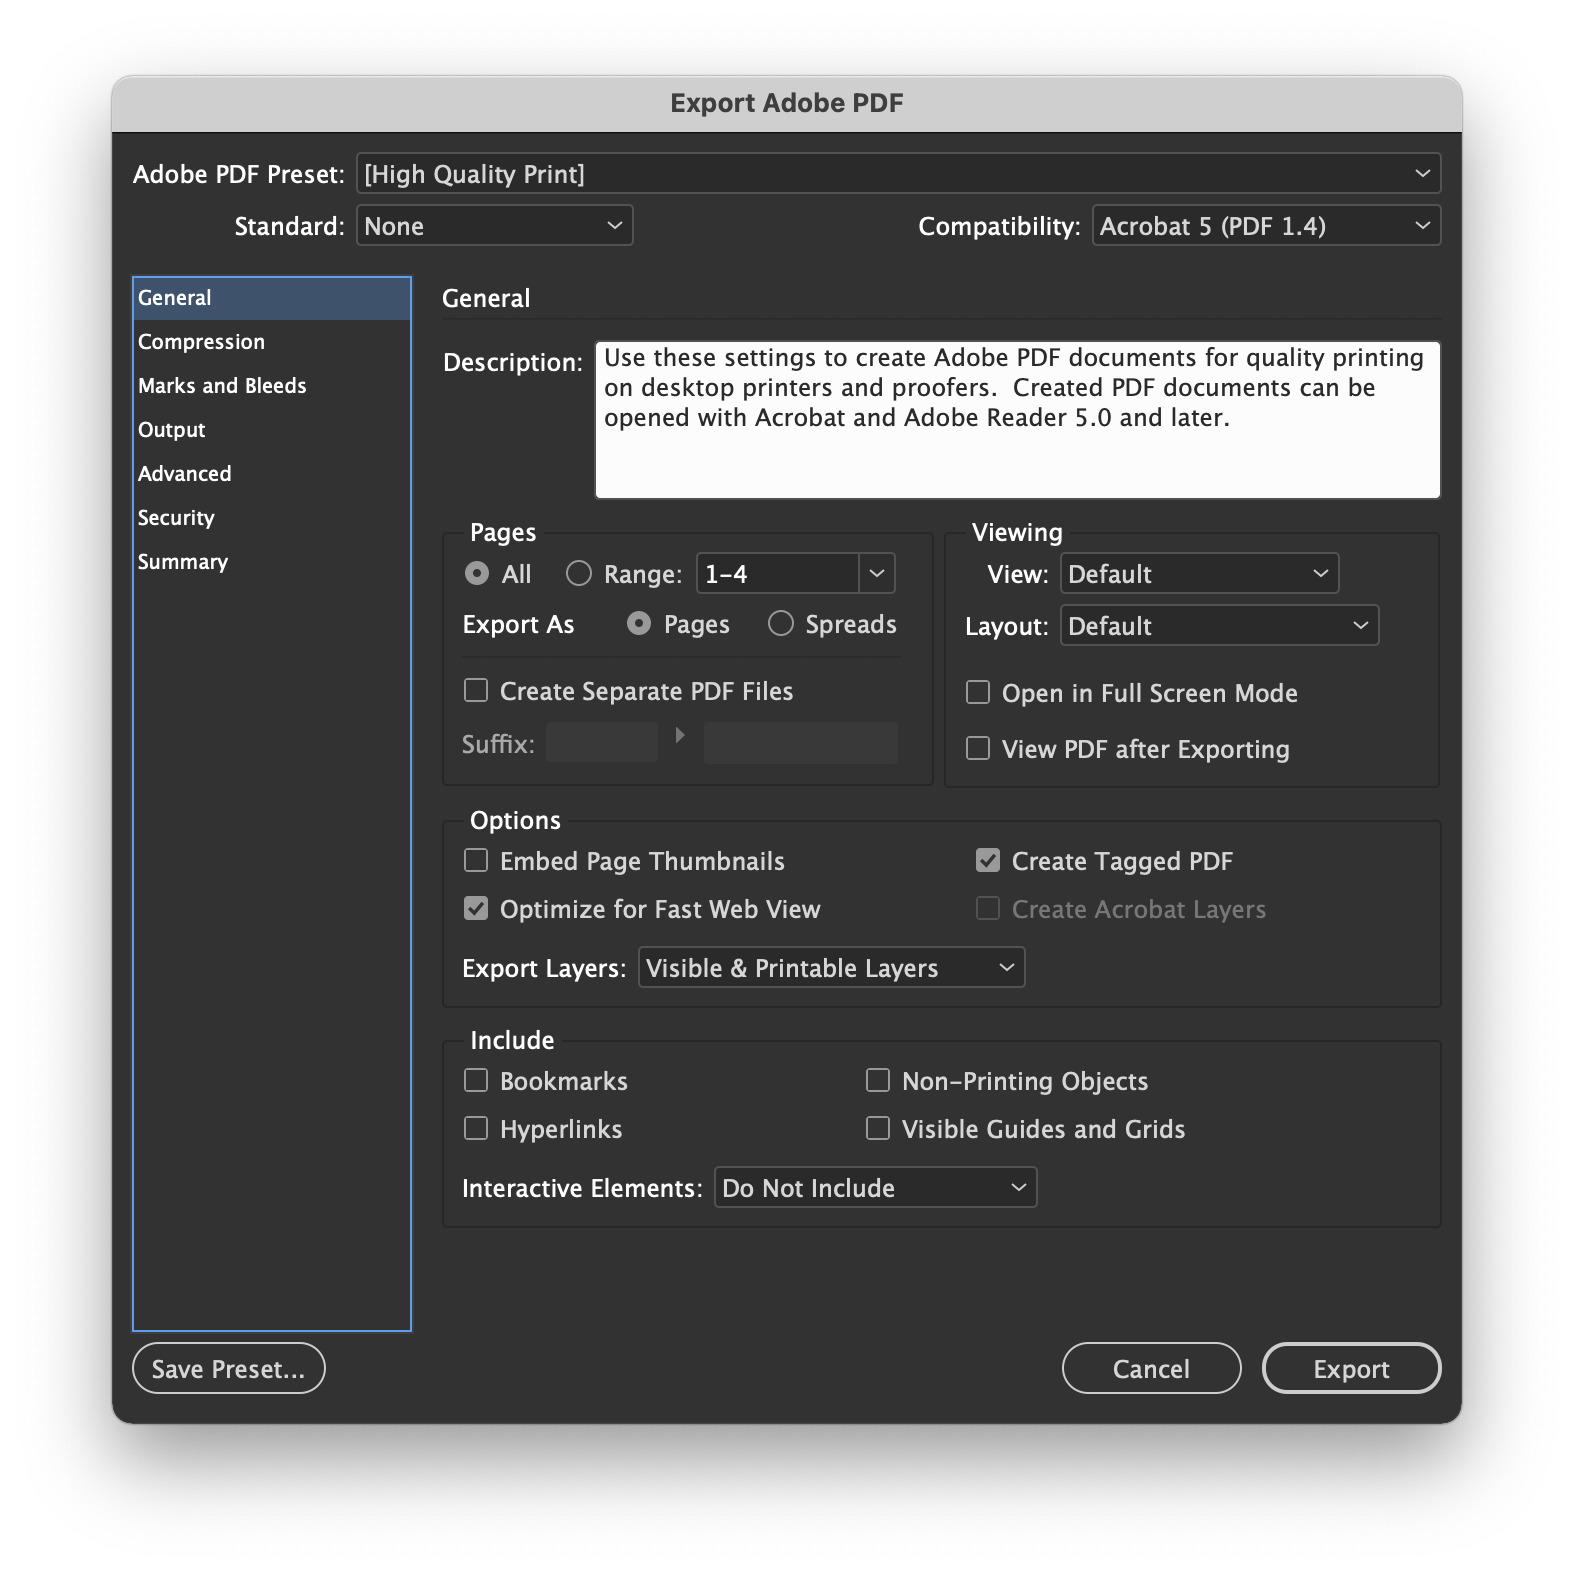 Export Adobe PDF
Adobe PDF Preset: [High Quality Print]
Standard: None Compatibility: Acrobat 5 (PDF 1.4)
General
Compression
Marks and Bleeds
Output
Advanced
Security
Summary
General
Description: Use these settings to create Adobe PDF documents for quality printing
on desktop printers and proofers.  Created PDF documents can be
opened with Acrobat and Adobe Reader 5.0 and later.
Pages
All Range: 1-4
Export As Pages Spreads
Create Separate PDF Files
Suffix:
Viewing
View: Default
Layout: Default
Open in Full Screen Mode
View PDF after Exporting
Options
Embed Page Thumbnails Create Tagged PDF
Optimize for Fast Web View Create Acrobat Layers
Export Layers: Visible & Printable Layers
Include
Bookmarks Non-Printing Objects
Hyperlinks Visible Guides and Grids
Interactive Elements: Do Not Include
Save Preset... Cancel Export